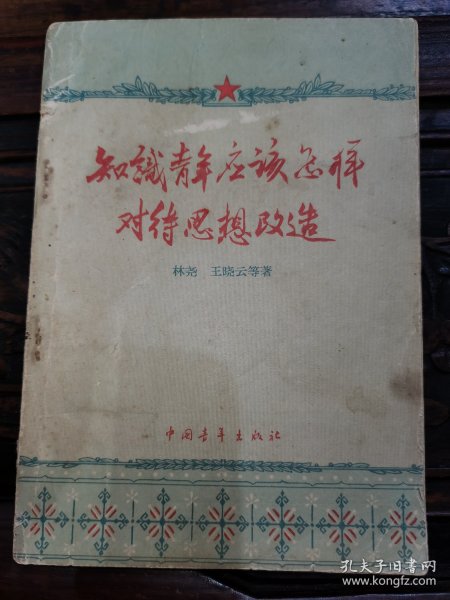 知識青年应该怎样
对待思想改造
林尧 王晓云等著
中国青年出版社
孔夫子旧书网
www.kongfz.com